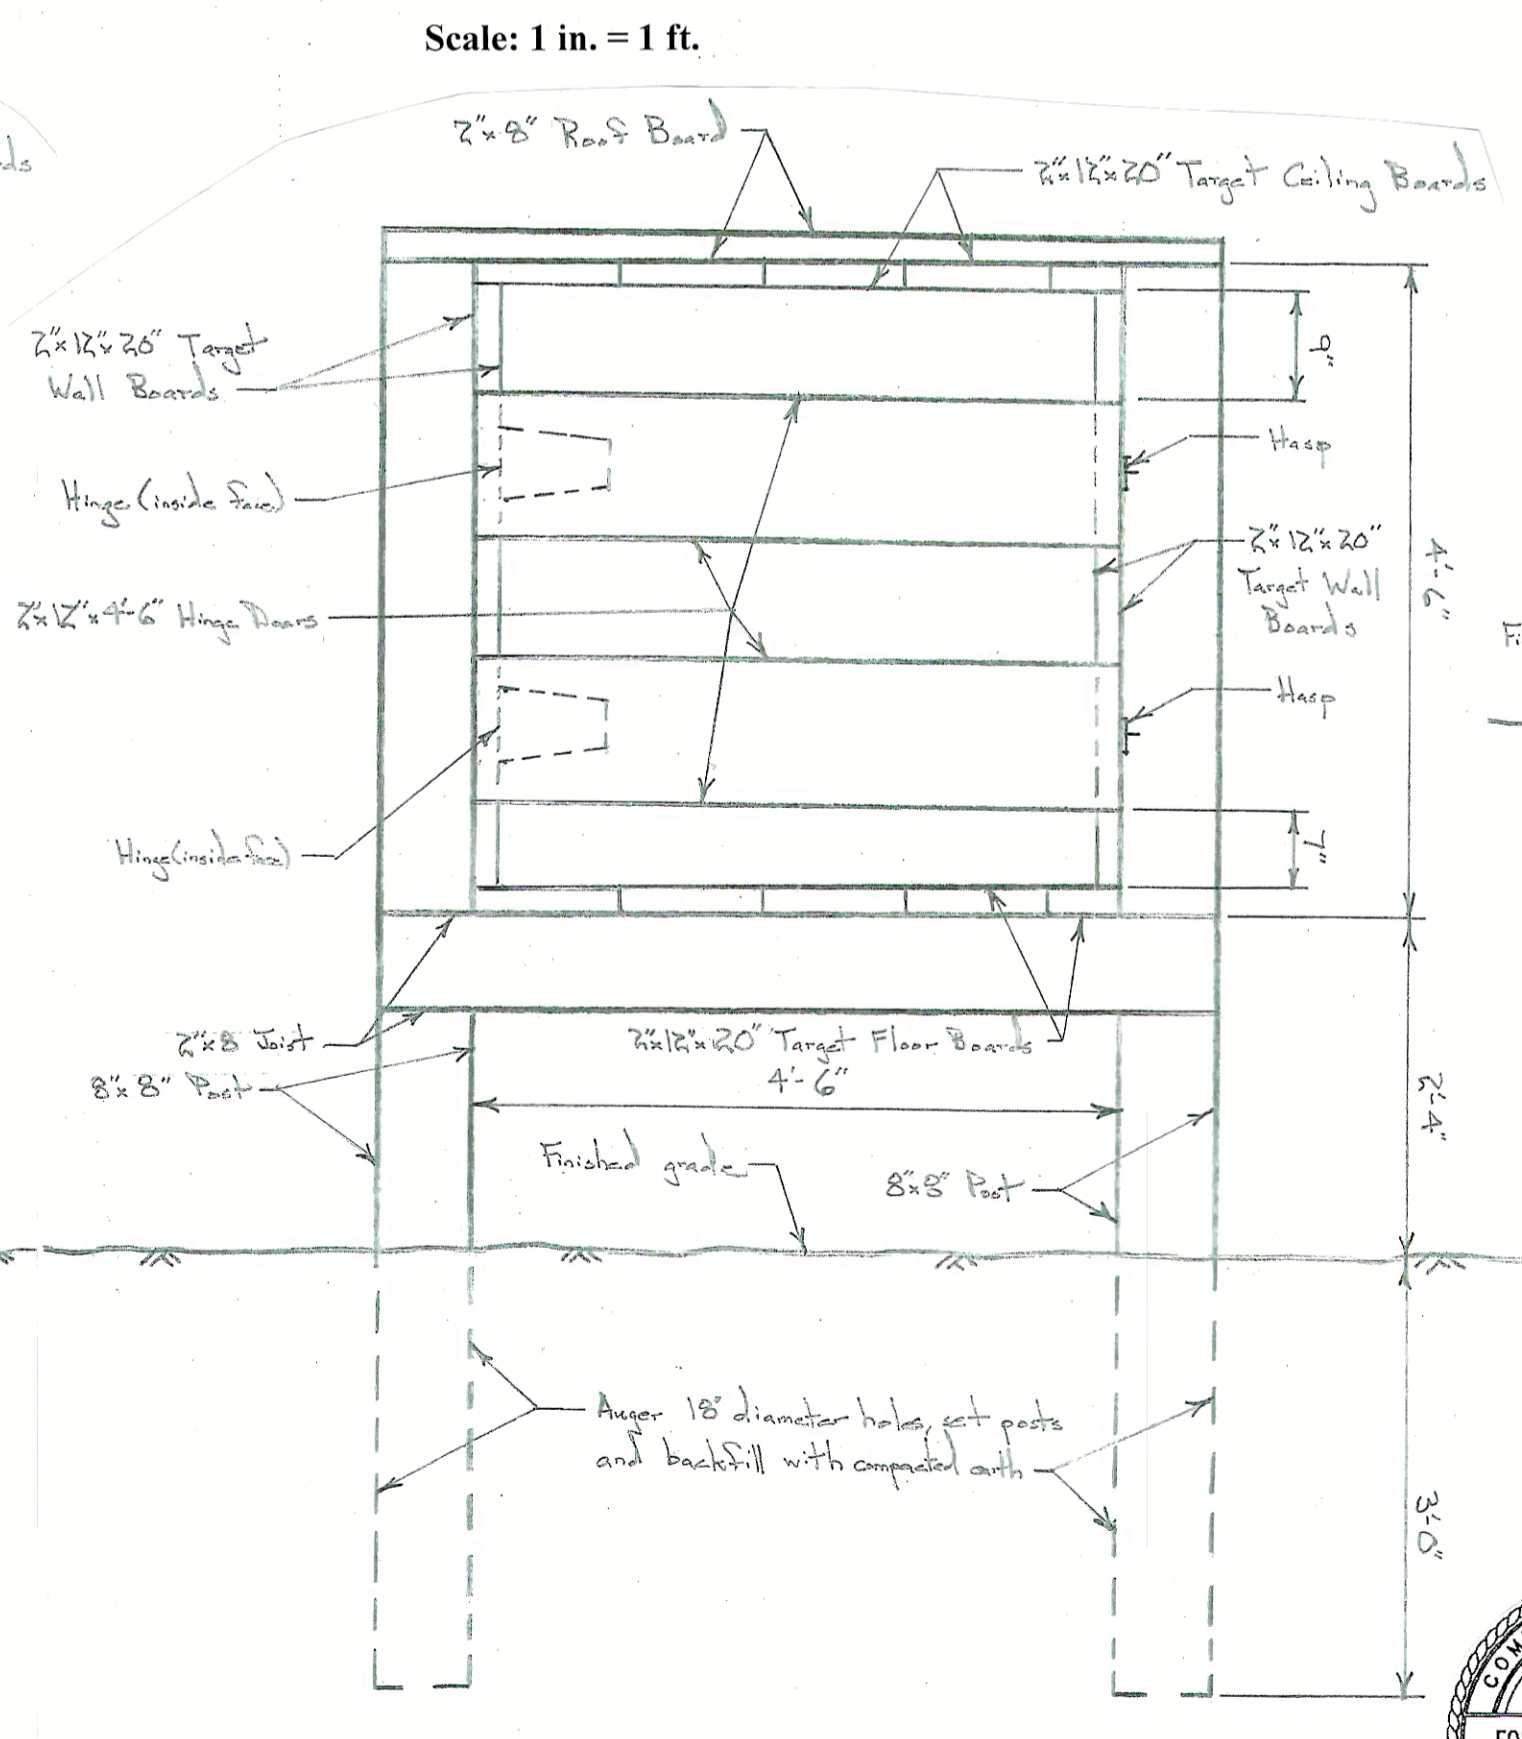 Scale: 1 in. = 1 ft.
2"x8" Roof Board
2"x12"x20" Target Ceiling Boards
ds
2"x12"x20" Target
Wall Boards
9"
Hasp
Hinge (inside face)
2"x12"x20"
Target Wall
Boards
4'-6"
2"x12"x4'-6" Hinge Doors
Fi
Hasp
Hinge (inside face)
7"
2"x8 Joist
2"x12"x20" Target Floor Boards
8"x8" Post
4'-6"
2'-4"
Finished grade
8"x8" Post
Auger 18" diameter holes, set posts
and backfill with compacted earth
3'-0"
COM